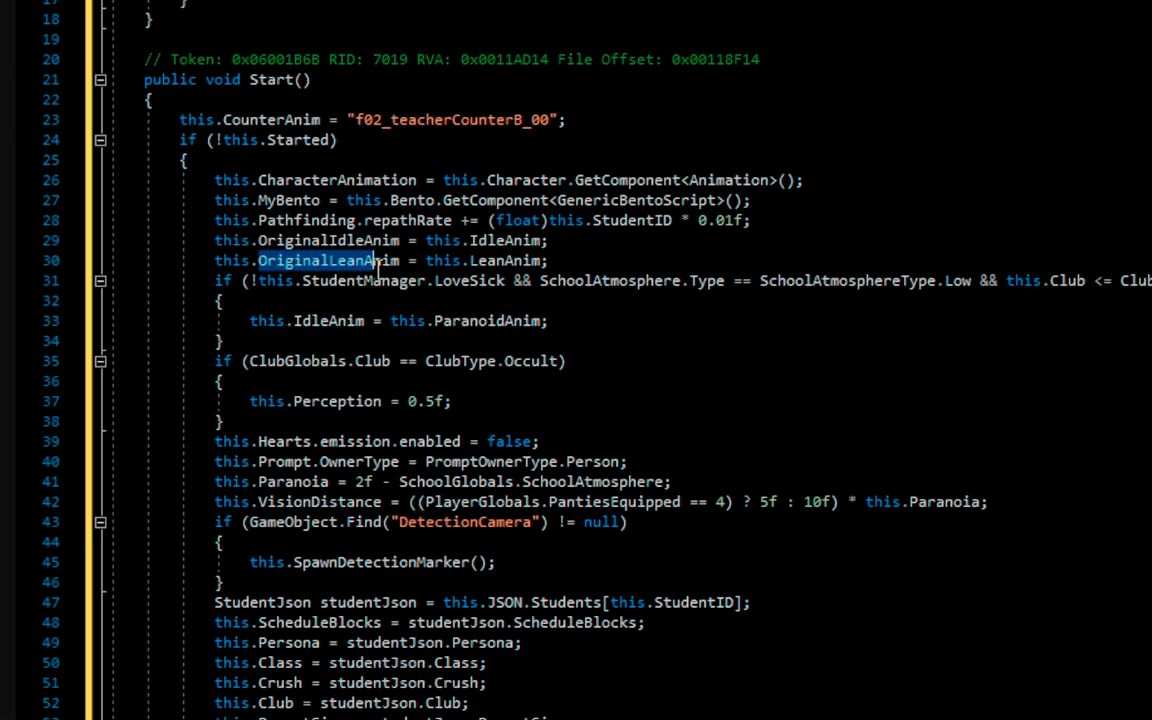 17 }
18 }
19
20 // Token: 0x06001B6B RID: 7019 RVA: 0x0011AD14 File Offset: 0x00118F14
21 public void Start()
22 {
23 this.CounterAnim = "f02_teacherCounterB_00";
24 if (!this.Started)
25 {
26 this.CharacterAnimation = this.Character.GetComponent<Animation>();
27 this.MyBento = this.Bento.GetComponent<GenericBentoScript>();
28 this.Pathfinding.repathRate += (float)this.StudentID * 0.01f;
29 this.OriginalIdleAnim = this.IdleAnim;
30 this.OriginalLeanAnim = this.LeanAnim;
31 if (!this.StudentManager.LoveSick && SchoolAtmosphere.Type == SchoolAtmosphereType.Low && this.Club <= Club
32 {
33 this.IdleAnim = this.ParanoidAnim;
34 }
35 if (ClubGlobals.Club == ClubType.Occult)
36 {
37 this.Perception = 0.5f;
38 }
39 this.Hearts.emission.enabled = false;
40 this.Prompt.OwnerType = PromptOwnerType.Person;
41 this.Paranoia = 2f - SchoolGlobals.SchoolAtmosphere;
42 this.VisionDistance = ((PlayerGlobals.PantiesEquipped == 4) ? 5f : 10f) * this.Paranoia;
43 if (GameObject.Find("DetectionCamera") != null)
44 {
45 this.SpawnDetectionMarker();
46 }
47 StudentJson studentJson = this.JSON.Students[this.StudentID];
48 this.ScheduleBlocks = studentJson.ScheduleBlocks;
49 this.Persona = studentJson.Persona;
50 this.Class = studentJson.Class;
51 this.Crush = studentJson.Crush;
52 this.Club = studentJson.Club;